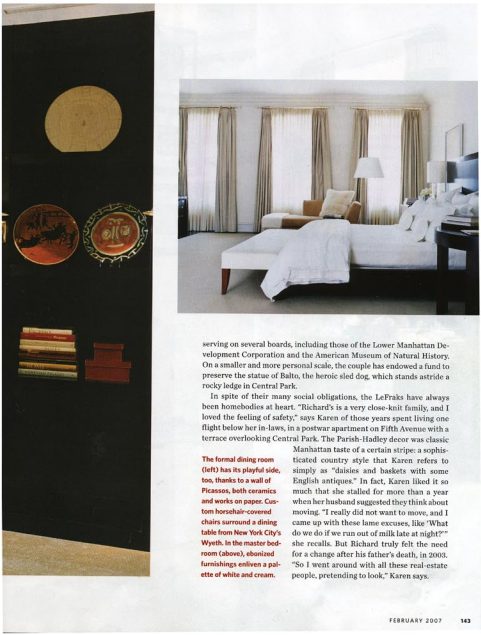 serving on several boards, including those of the Lower Manhattan De-
velopment Corporation and the American Museum of Natural History.
On a smaller and more personal scale, the couple has endowed a fund to
preserve the statue of Balto, the heroic sled dog, which stands astride a
rocky ledge in Central Park.
In spite of their many social obligations, the LeFraks have always
been homebodies at heart. “Richard’s is a very close-knit family, and I
loved the feeling of safety,” says Karen of those years spent living one
flight below her in-laws, in a postwar apartment on Fifth Avenue with a
terrace overlooking Central Park. The Parish-Hadley decor was classic
Manhattan taste of a certain stripe: a sophis-
ticated country style that Karen refers to
simply as “daisies and baskets with some
English antiques.” In fact, Karen liked it so
much that she stalled for more than a year
when her husband suggested they think about
moving. “I really did not want to move, and I
came up with these lame excuses, like ‘What
do we do if we run out of milk late at night?’”
she recalls. But Richard truly felt the need
for a change after his father’s death, in 2003.
“So I went around with all these real-estate
people, pretending to look,” Karen says.
The formal dining room
(left) has its playful side,
too, thanks to a wall of
Picassos, both ceramics
and works on paper. Cus-
tom horsehair-covered
chairs surround a dining
table from New York City’s
Wyeth. In the master bed-
room (above), ebonized
furnishings enliven a pal-
ette of white and cream.
FEBRUARY 2007 143